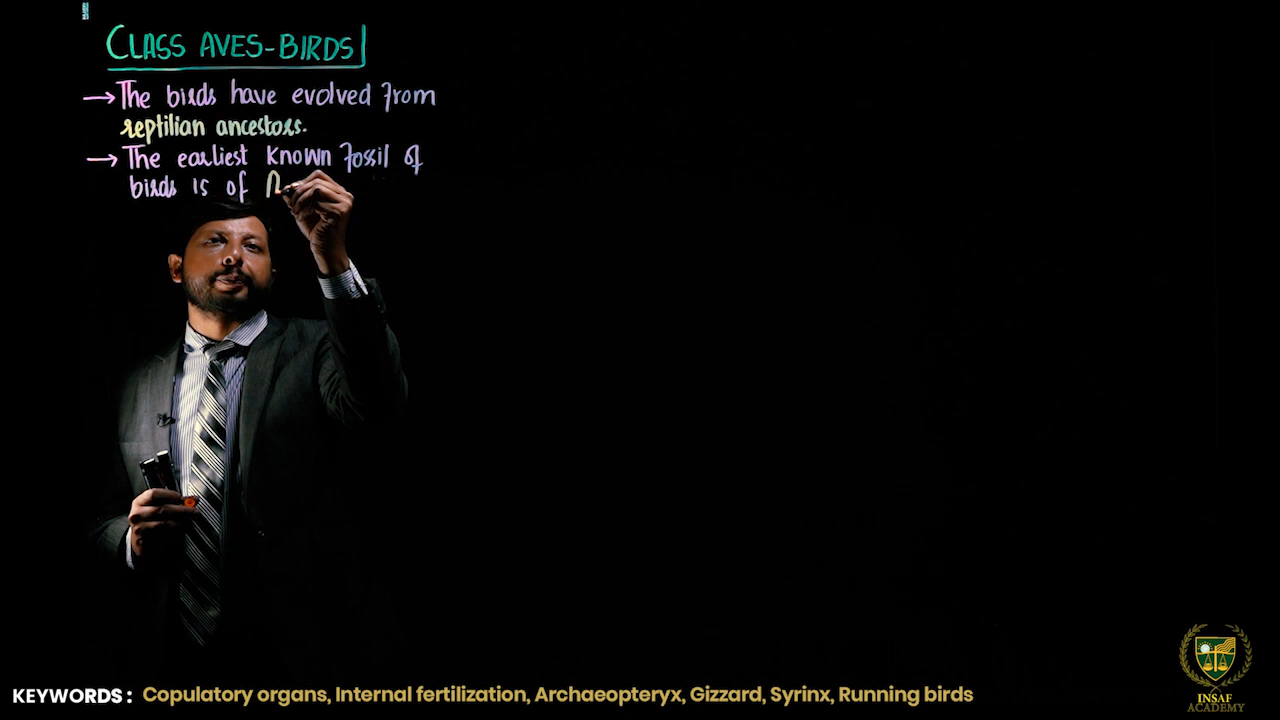 CLASS AVES-BIRDS
→ The birds have evolved from
reptilian ancestors.
→ The earliest known fossil of
birds is of
KEYWORDS : Copulatory organs, Internal fertilization, Archaeopteryx, Gizzard, Syrinx, Running birds
INSAF
ACADEMY